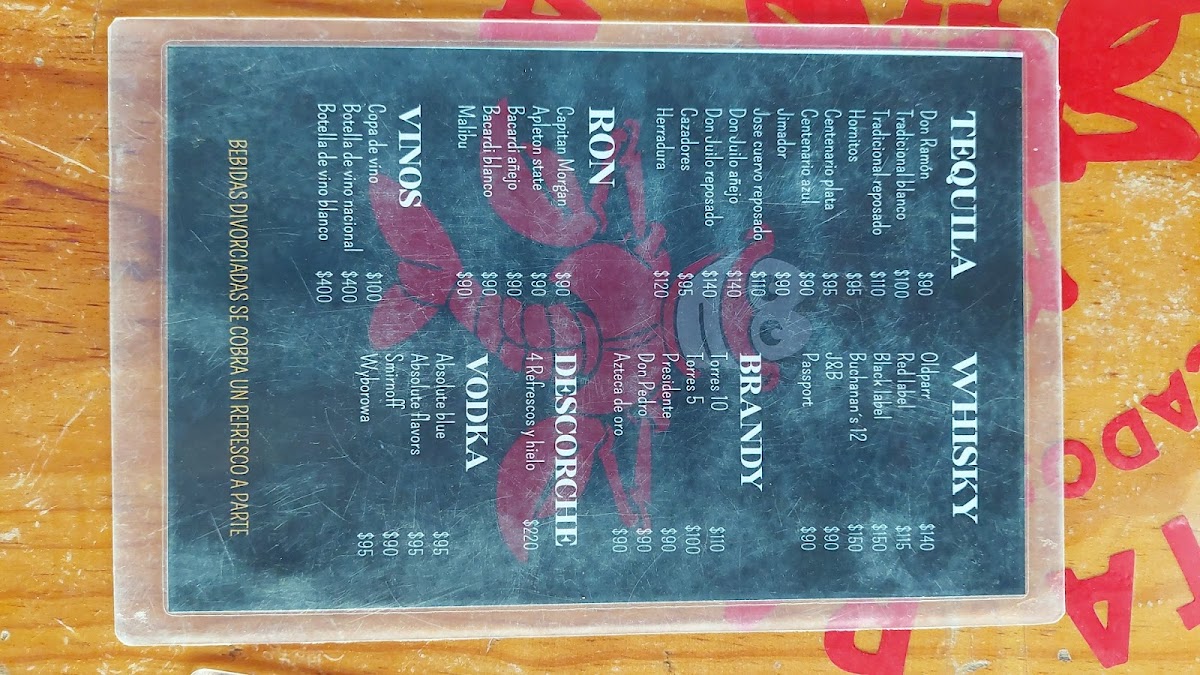 TEQUILA
Don Ramón $90
Tradicional blanco $100
Tradicional reposado $110
Hornitos $95
Centenario plata $95
Centenario azul $90
Jimador $90
Jose cuervo reposado $110
Don Juilo añejo $140
Don Juilo reposado $140
Cazadores $95
Herradura $120
RON
Capitan Morgan $90
Apleton state $90
Bacardi añejo $90
Bacardi blanco $90
Malibu $90
VINOS
Copa de vino $100
Botella de vino nacional $400
Botella de vino blanco $400
WHISKY
Oldparr $140
Red label $115
Black label $150
Buchanan's 12 $150
J&B $90
Passport $90
BRANDY
Torres 10 $110
Torres 5 $100
Presidente $90
Don Pedro $90
Azteca de oro $90
DESCORCHE
4 Refrescos y hielo $220
VODKA
Absolute blue $95
Absolute flavors $95
Smirnoff $90
Wyborowa $95
BEBIDAS DIVORCIADAS SE COBRA UN REFRESCO A PARTE